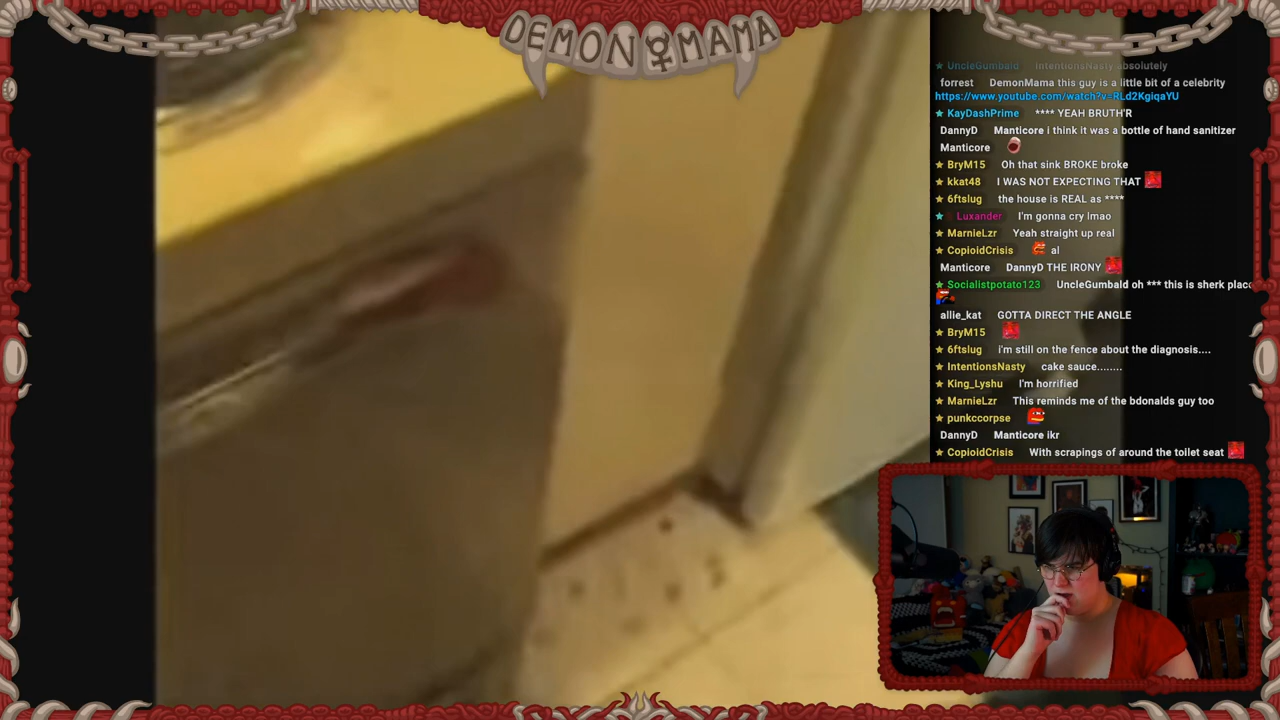 DEMON MAMA
UncleGumbald IntentionsNasty absolutely
forrest DemonMama this guy is a little bit of a celebrity
https://www.youtube.com/watch?v=RLd2KgiqaYU
KayDashPrime **** YEAH BRUTH'R
DannyD Manticore i think it was a bottle of hand sanitizer
Manticore
BryM15 Oh that sink BROKE broke
kkat48 I WAS NOT EXPECTING THAT
6ftslug the house is REAL as ****
Luxander I'm gonna cry lmao
MarnieLzr Yeah straight up real
CopioidCrisis al
Manticore DannyD THE IRONY
Socialistpotato123 UncleGumbald oh *** this is sherk place
allie_kat GOTTA DIRECT THE ANGLE
BryM15
6ftslug i'm still on the fence about the diagnosis....
IntentionsNasty cake sauce........
King_Lyshu I'm horrified
MarnieLzr This reminds me of the bdonalds guy too
punkccorpse
DannyD Manticore ikr
CopioidCrisis With scrapings of around the toilet seat